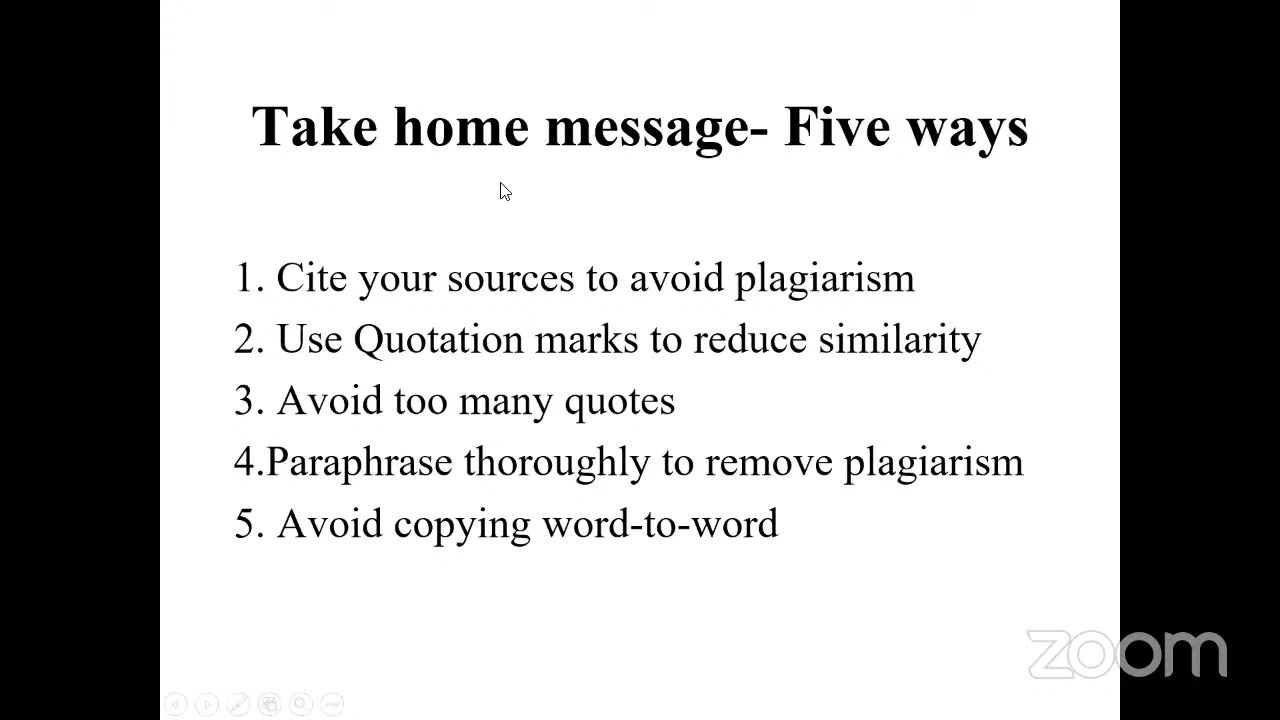 Take home message- Five ways
1. Cite your sources to avoid plagiarism
2. Use Quotation marks to reduce similarity
3. Avoid too many quotes
4.Paraphrase thoroughly to remove plagiarism
5. Avoid copying word-to-word
zoom